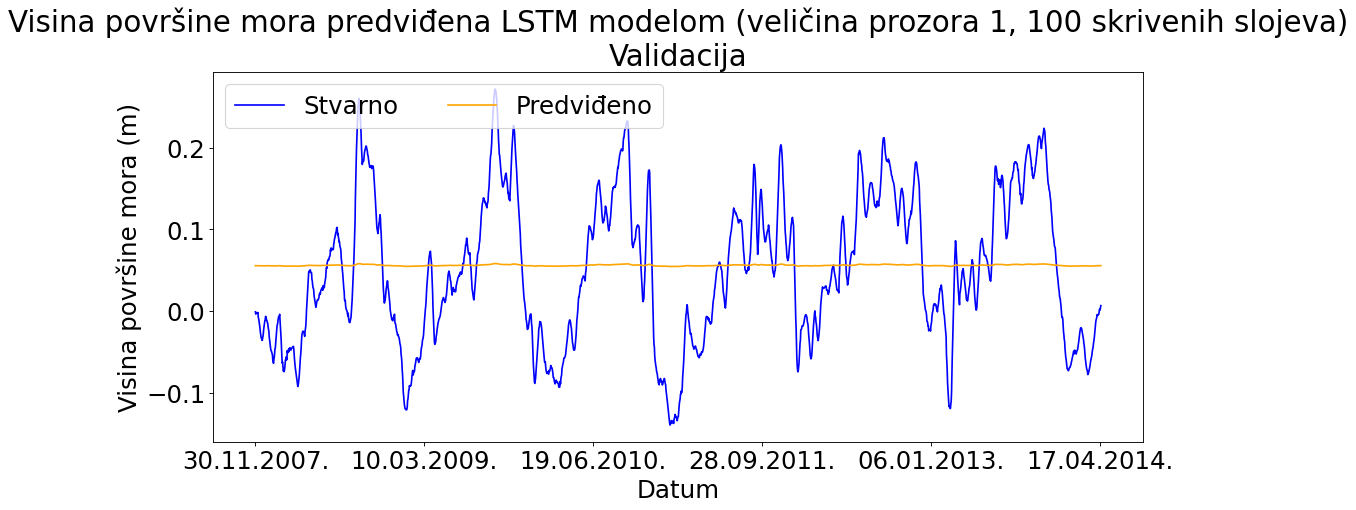 Visina površine mora predviđena LSTM modelom (veličina prozora 1, 100 skrivenih slojeva)
Validacija
Stvarno
Predviđeno
Visina površine mora (m)
0.2
0.1
0.0
−0.1
30.11.2007.
10.03.2009.
19.06.2010.
28.09.2011.
06.01.2013.
17.04.2014.
Datum